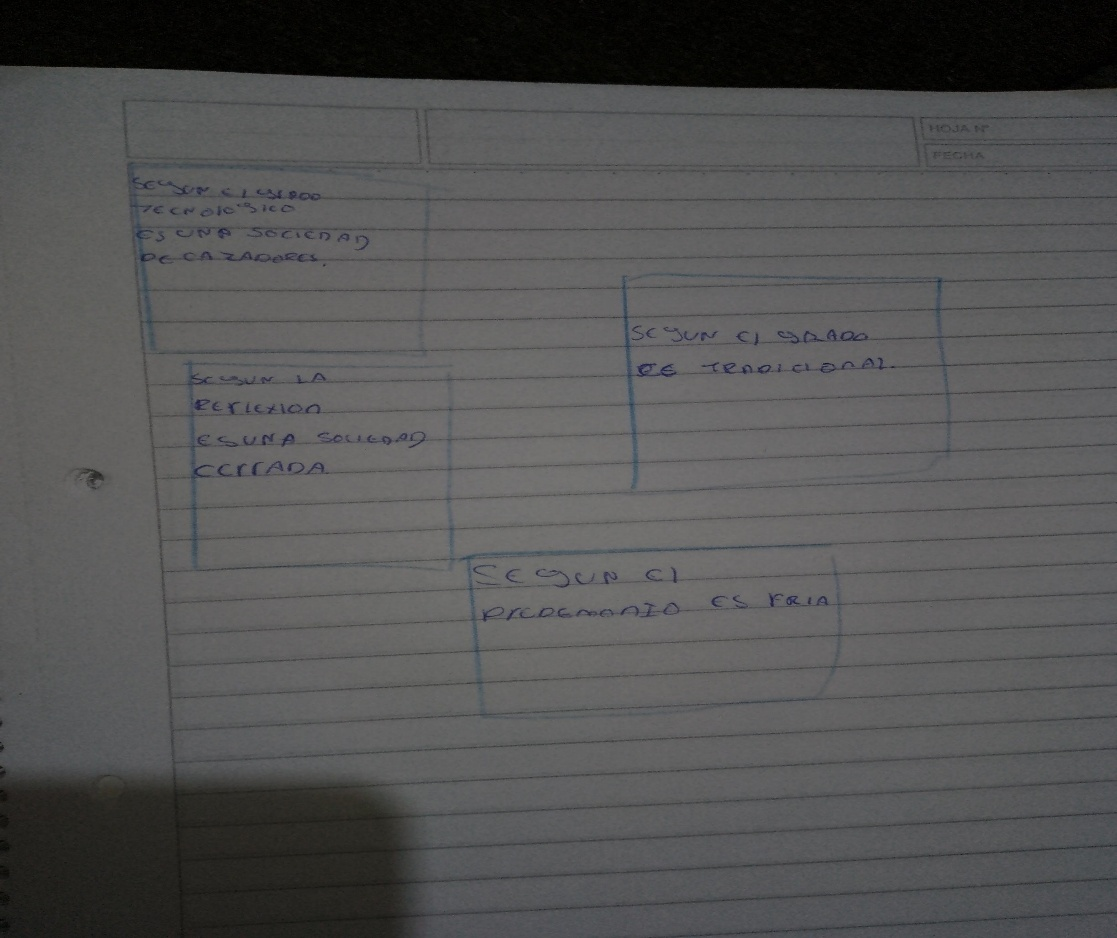 HOJA N°
FECHA
SEGUN El GRADO
TECNOlOGICO
ES UNA SOCIEDAD
DE CAZADORES.
SEGUN El GRADO
ES TRADICIONAL.
SEGUN LA
REFLEXION
ES UNA SOCIEDAD
CERRADA
SEGUN El
ES FRIA